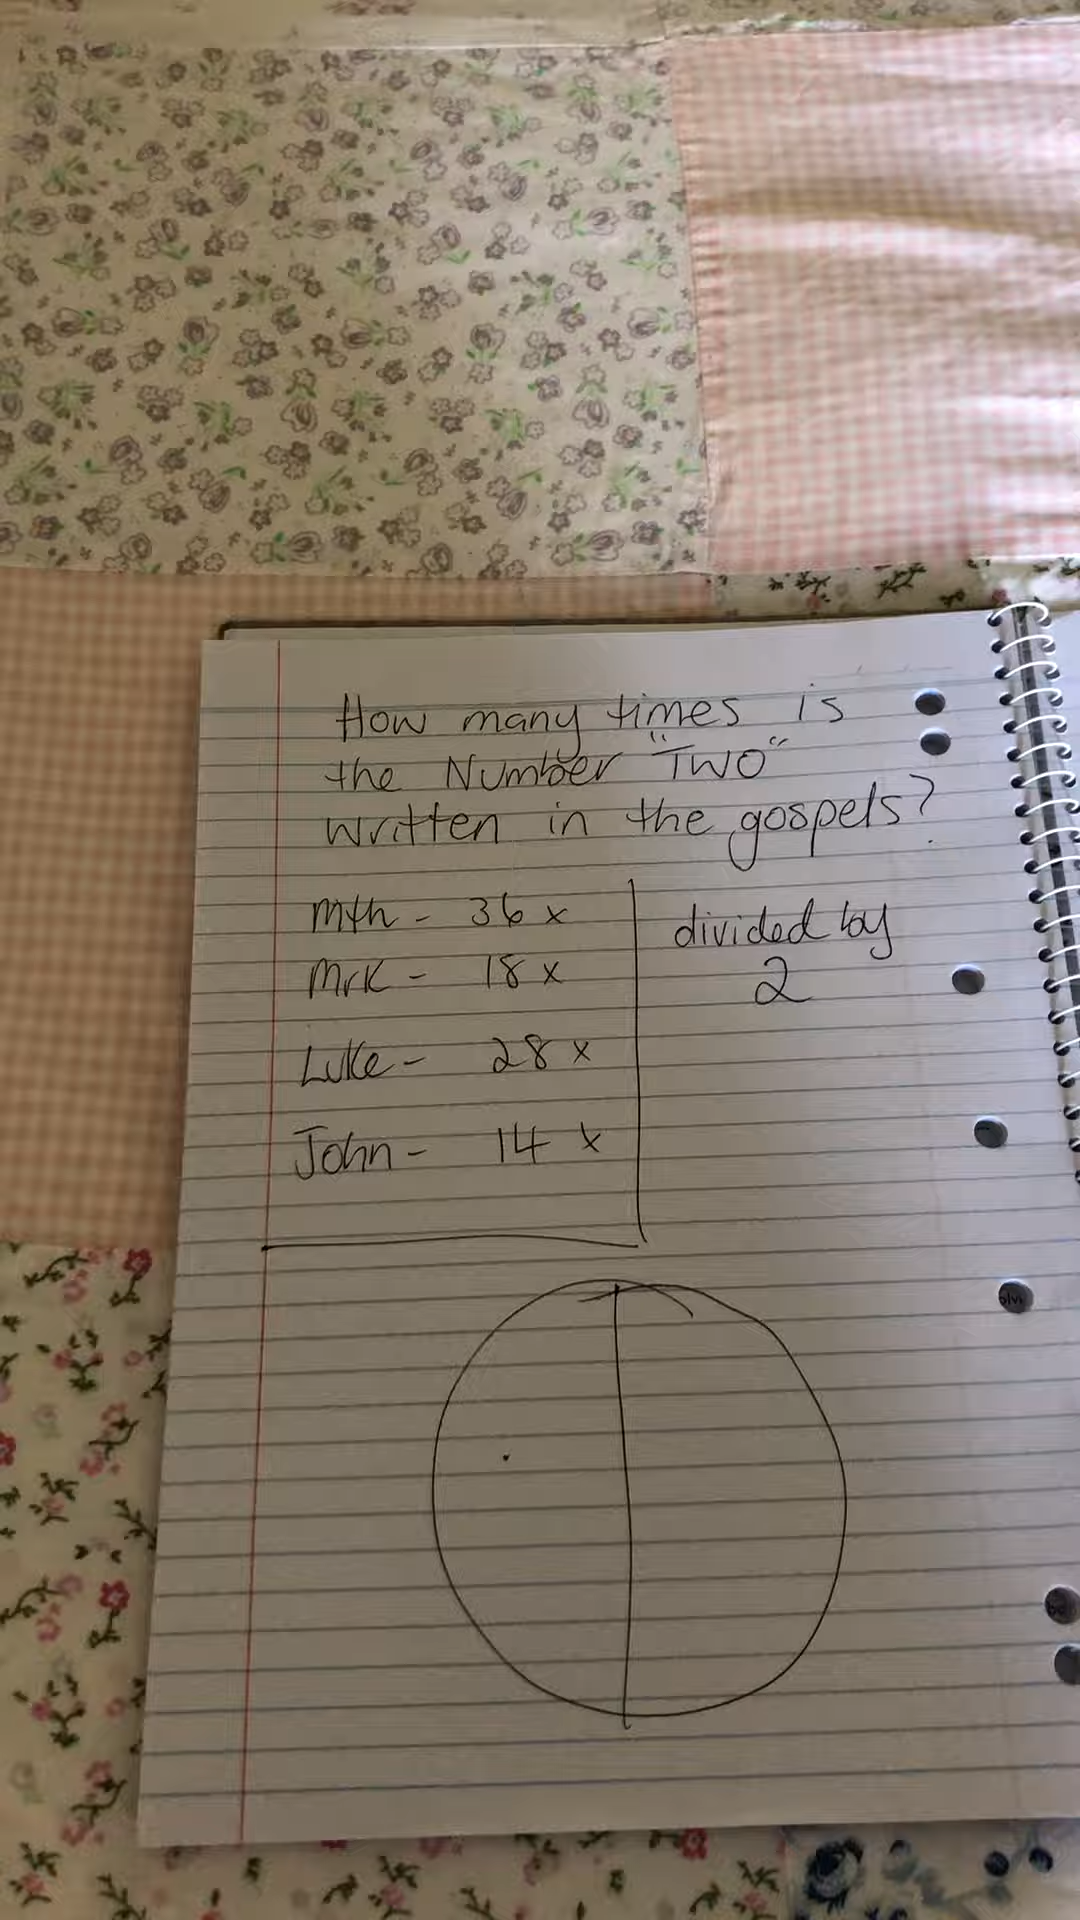 How many times is
the Number "Two"
written in the gospels?
Mth - 36 x
Mrk - 18 x
Luke - 28 x
John - 14 x
divided by
2